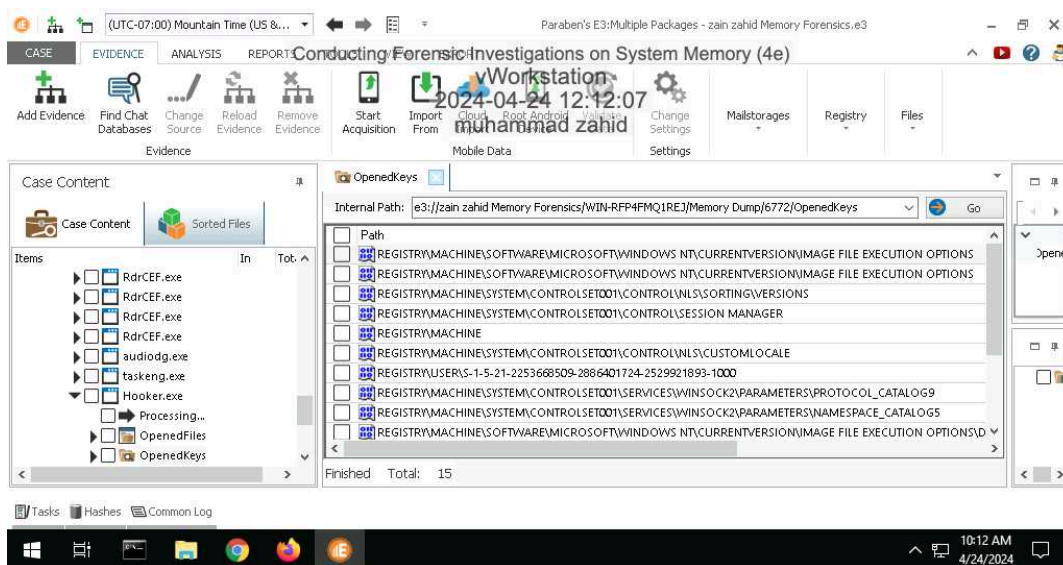 (UTC-07:00) Mountain Time (US &...
Paraben's E3:Multiple Packages - zain zahid Memory Forensics.e3
CASE EVIDENCE ANALYSIS REPORTS
Conducting Forensic Investigations on System Memory (4e)
vWorkstation
2024-04-24 12:12:07
muhammad zahid
Add Evidence
Find Chat Databases
Change Source
Reload Evidence
Remove Evidence
Start Acquisition
Import From
Cloud Import
Root Android Device
Validate
Change Settings
Mailstorages
Registry
Files
Evidence
Mobile Data
Settings
Case Content
Case Content
Sorted Files
Items In Tot.
RdrCEF.exe
RdrCEF.exe
RdrCEF.exe
RdrCEF.exe
audiodg.exe
taskeng.exe
Hooker.exe
Processing...
OpenedFiles
OpenedKeys
OpenedKeys
Internal Path: e3://zain zahid Memory Forensics/WIN-RFP4FMQ1REJ/Memory Dump/6772/OpenedKeys Go
Path
REGISTRY\MACHINE\SOFTWARE\MICROSOFT\WINDOWS NT\CURRENTVERSION\IMAGE FILE EXECUTION OPTIONS
REGISTRY\MACHINE\SOFTWARE\MICROSOFT\WINDOWS NT\CURRENTVERSION\IMAGE FILE EXECUTION OPTIONS
REGISTRY\MACHINE\SYSTEM\CONTROLSET001\CONTROL\NLS\SORTING\VERSIONS
REGISTRY\MACHINE\SYSTEM\CONTROLSET001\CONTROL\SESSION MANAGER
REGISTRY\MACHINE
REGISTRY\MACHINE\SYSTEM\CONTROLSET001\CONTROL\NLS\CUSTOMLOCALE
REGISTRY\USER\S-1-5-21-2253668509-2886401724-2529921893-1000
REGISTRY\MACHINE\SYSTEM\CONTROLSET001\SERVICES\WINSOCK2\PARAMETERS\PROTOCOL_CATALOG9
REGISTRY\MACHINE\SYSTEM\CONTROLSET001\SERVICES\WINSOCK2\PARAMETERS\NAMESPACE_CATALOG5
REGISTRY\MACHINE\SOFTWARE\MICROSOFT\WINDOWS NT\CURRENTVERSION\IMAGE FILE EXECUTION OPTIONS\D
Finished Total: 15
Tasks Hashes Common Log
10:12 AM
4/24/2024